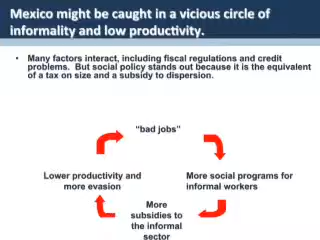 Mexico might be caught in a vicious circle of
informality and low productivity.
• Many factors interact, including fiscal regulations and credit
problems. But social policy stands out because it is the equivalent
of a tax on size and a subsidy to dispersion.
“bad jobs”
More social programs for
informal workers
More
subsidies to
the informal
sector
Lower productivity and
more evasion